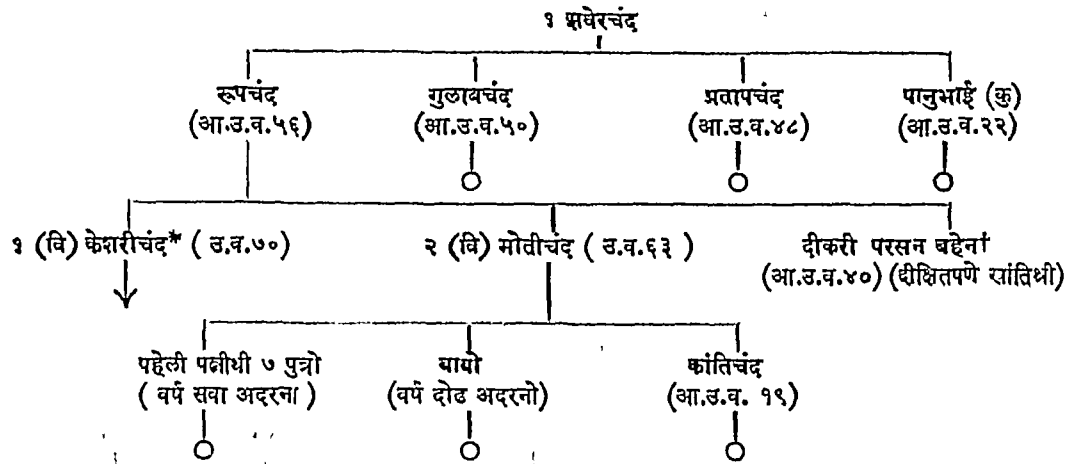 १ झवेरचंद
रूपचंद
(आ.उ.व.५६)
गुलाबचंद
(आ.उ.व.५०)
प्रतापचंद
(आ.उ.व.४८)
पानुभाई (कु)
(आ.उ.व.२२)
१ (वि) केशरीचंद* ( उ.व.७०)
२ (वि) मोतीचंद ( उ.व.६३ )
दीकरी परसन बहेन
(आ.उ.व.४०) (दीक्षितपणे सांतिश्री)
पहेली पत्नीथी ७ पुत्रो
( वर्ष सवा अदरना )
बाबो
(वर्ष दोढ अदरनो)
कांतिचंद
(आ.उ.व. १९)